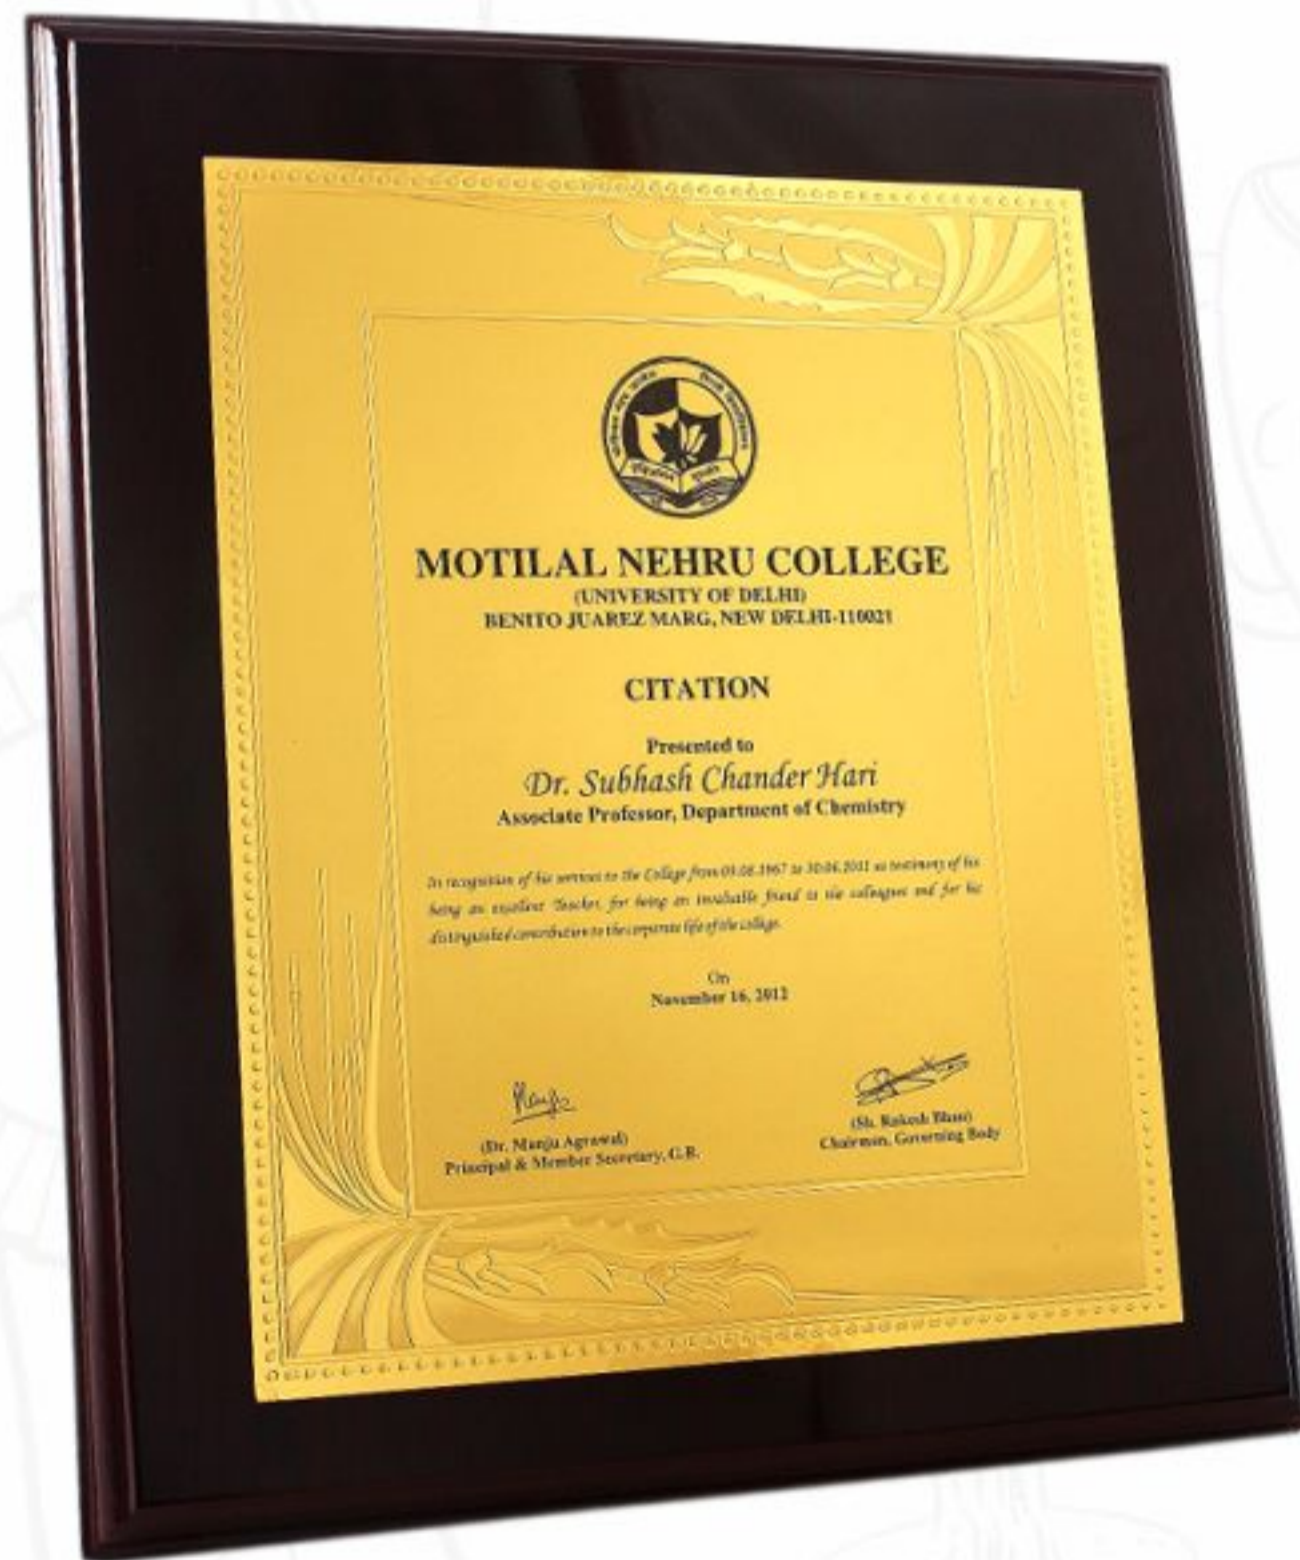 MOTILAL NEHRU COLLEGE
(UNIVERSITY OF DELHI)
BENITO JUAREZ MARG, NEW DELHI-110021
CITATION
Presented to
Dr. Subhash Chander Hari
Associate Professor, Department of Chemistry
In recognition of his services to the College from 1967 to 30.06.2011 as testimony of his
being an excellent Teacher, for being an invaluable friend to the colleagues and for his
distinguished contribution to the corporate life of the college.
On
November 16, 2012
(Dr. Manju Agrawal)
Principal & Member Secretary, G.B.
(Sh. Rakesh)
Chairman, Governing Body